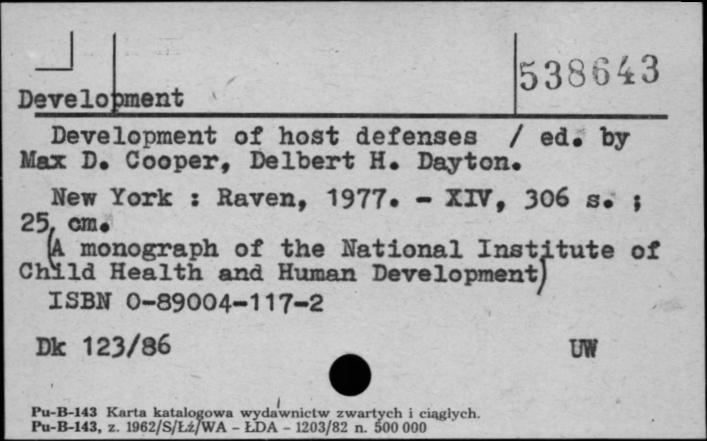 538643
Development
Development of host defenses / ed. by
Max D. Cooper, Delbert H. Dayton.
New York : Raven, 1977. - XIV, 306 s. ;
25 cm.
(A monograph of the National Institute of
Child Health and Human Development)
ISBN 0-89004-117-2
Dk 123/86 UW
Pu-B-143 Karta katalogowa wydawnictw zwartych i ciągłych.
Pu-B-143, z. 1962/S/Łż/WA - ŁDA - 1203/82 n. 500 000